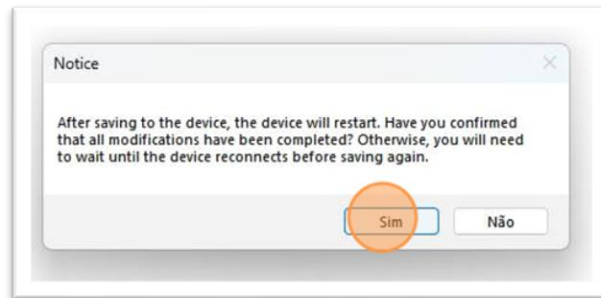 Notice
After saving to the device, the device will restart. Have you confirmed
that all modifications have been completed? Otherwise, you will need
to wait until the device reconnects before saving again.
Sim
Não